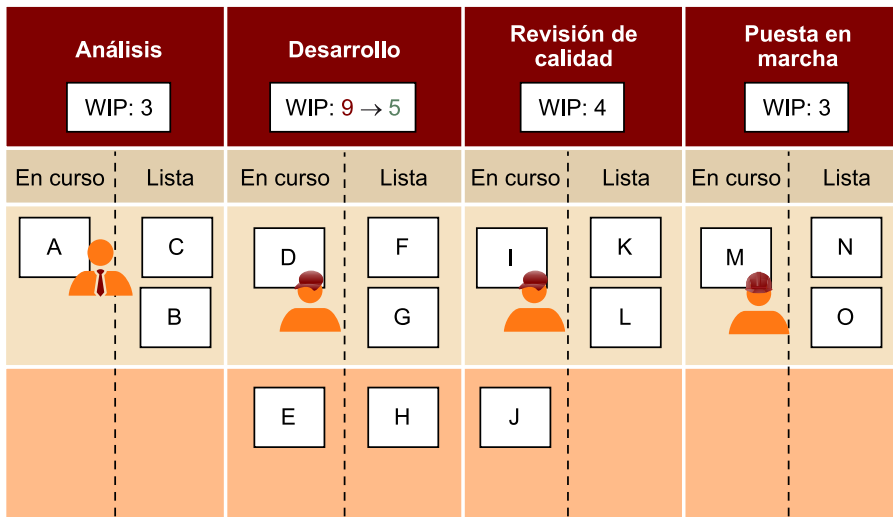 Análisis
Desarrollo
Revisión de
calidad
Puesta en
marcha
WIP: 3
WIP: 9 → 5
WIP: 4
WIP: 3
En curso
Lista
En curso
Lista
En curso
Lista
En curso
Lista
A
C
D
F
I
K
M
N
B
G
L
O
E
H
J